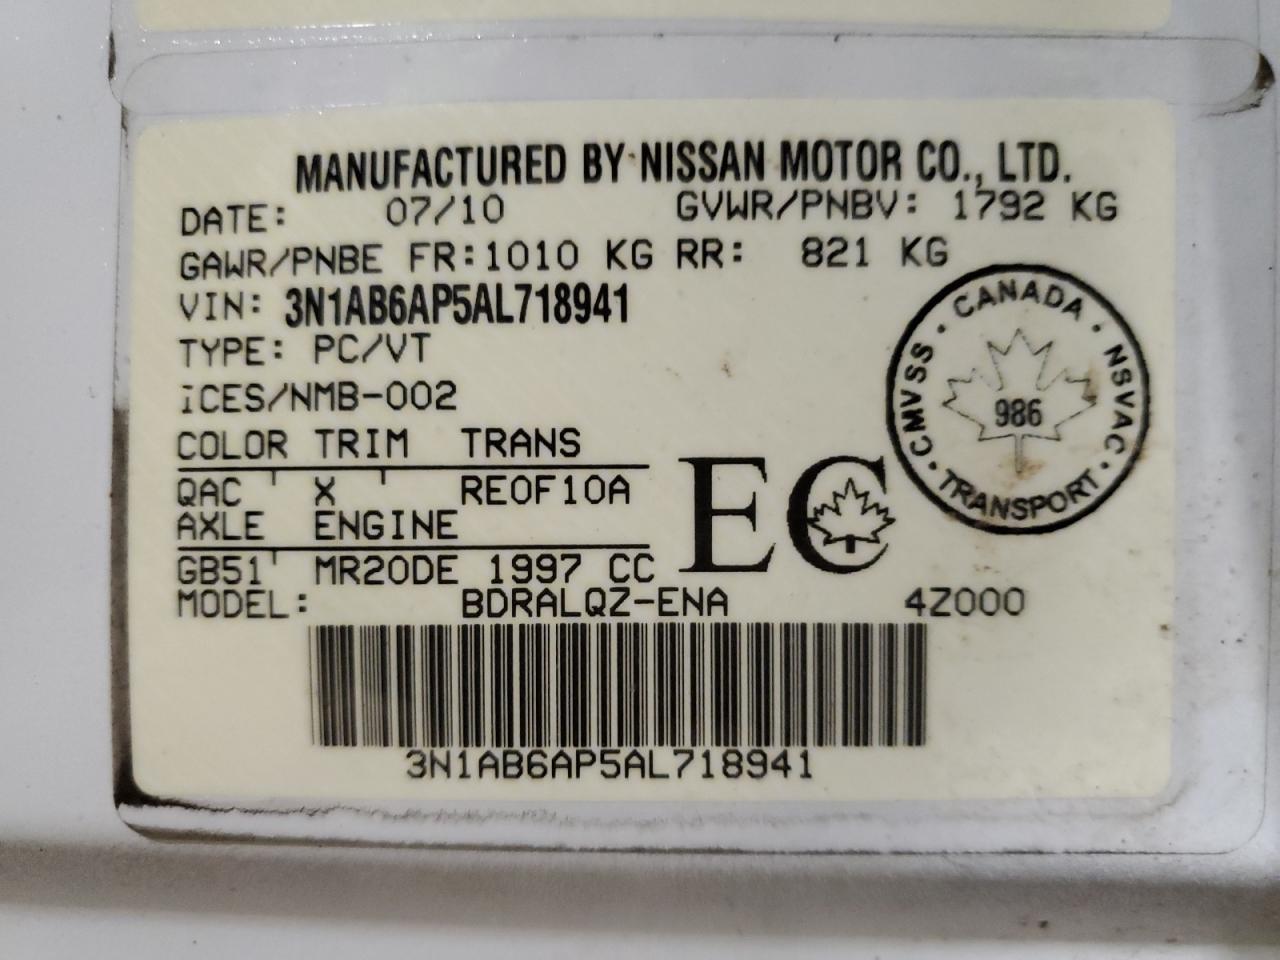 MANUFACTURED BY NISSAN MOTOR CO., LTD.
DATE: 07/10 GVWR/PNBV: 1792 KG
GAWR/PNBE FR:1010 KG RR: 821 KG
VIN: 3N1AB6AP5AL718941
TYPE: PC/VT
iCES/NMB-002
COLOR TRIM TRANS
QAC X RE0F10A
AXLE ENGINE
GB51 MR20DE 1997 CC
MODEL: BDRALQZ-ENA 4Z000
3N1AB6AP5AL718941
EC
· CANADA · NSVAC · TRANSPORT · CMVSS
986